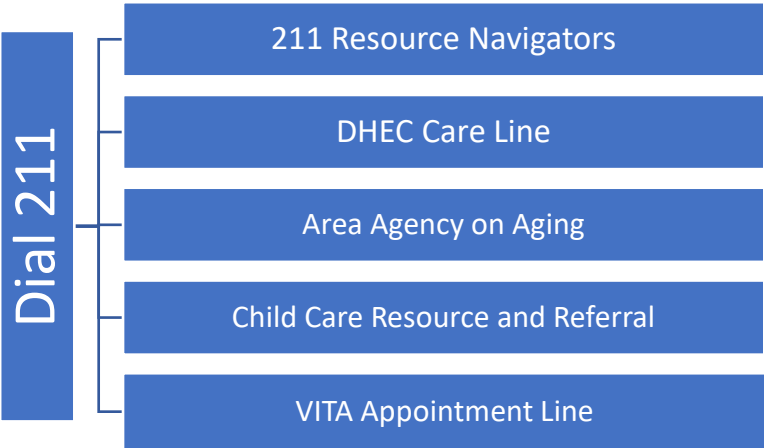 Dial 211
211 Resource Navigators
DHEC Care Line
Area Agency on Aging
Child Care Resource and Referral
VITA Appointment Line